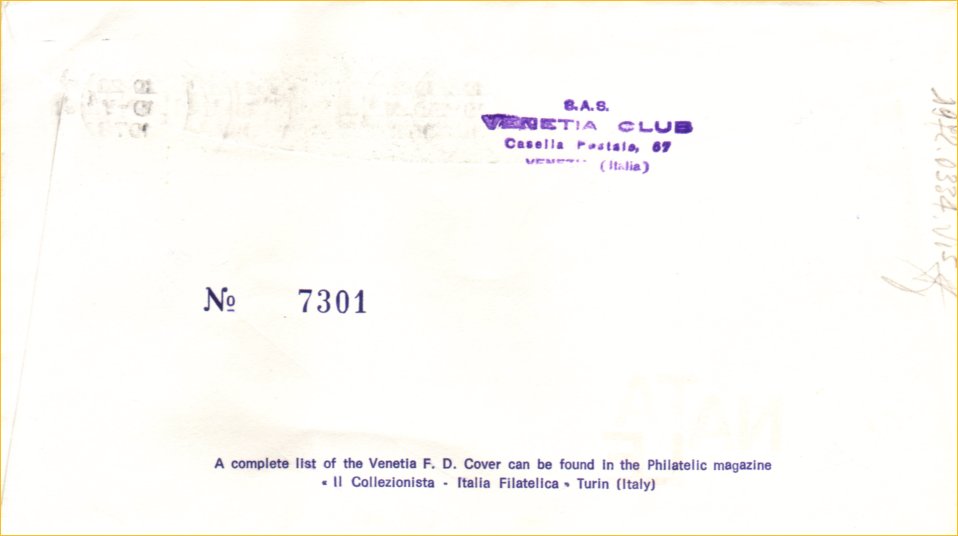 S.A.S.
VENETIA CLUB
Casella Postale, 67
(Italia)
№ 7301
A complete list of the Venetia F. D. Cover can be found in the Philatelic magazine
« Il Collezionista - Italia Filatelica » Turin (Italy)